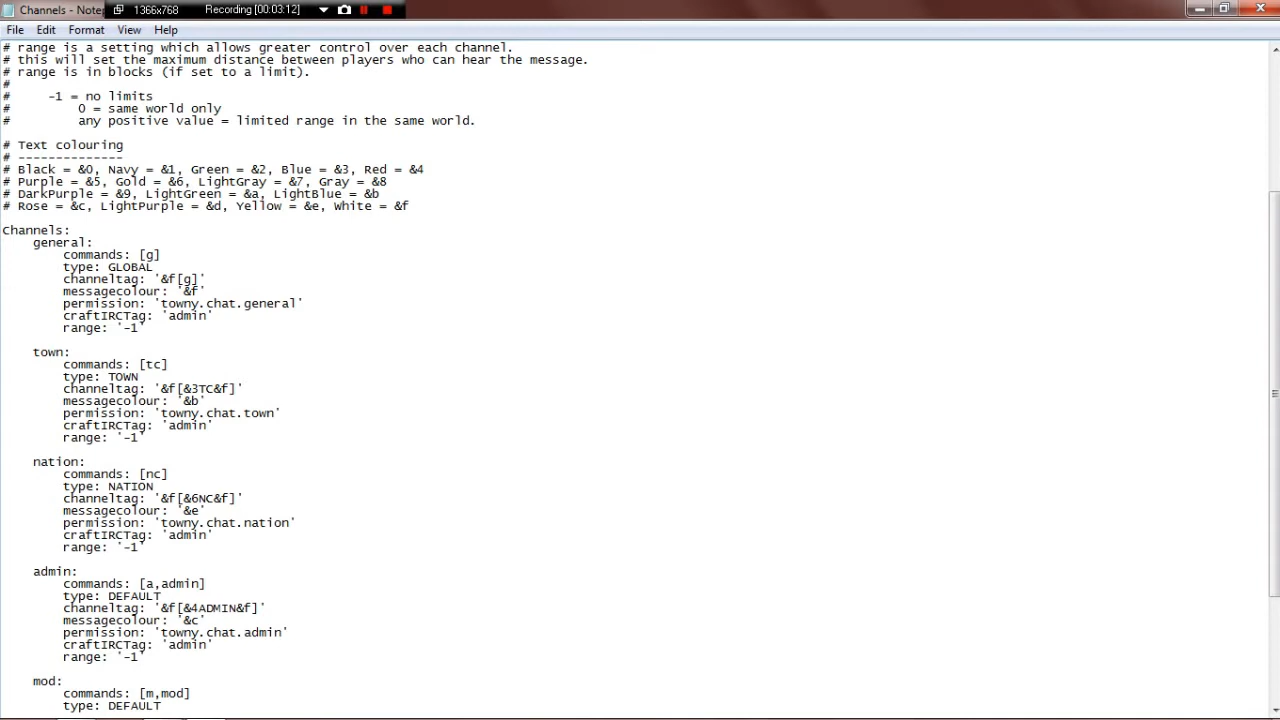 Channels - Notep
1366x768
Recording [00:03:12]
File Edit Format View Help
# range is a setting which allows greater control over each channel.
# this will set the maximum distance between players who can hear the message.
# range is in blocks (if set to a limit).
#
#     -1 = no limits
#         0 = same world only
#         any positive value = limited range in the same world.
# Text colouring
# --------------
# Black = &0, Navy = &1, Green = &2, Blue = &3, Red = &4
# Purple = &5, Gold = &6, LightGray = &7, Gray = &8
# DarkPurple = &9, LightGreen = &a, LightBlue = &b
# Rose = &c, LightPurple = &d, Yellow = &e, White = &f
Channels:
    general:
        commands: [g]
        type: GLOBAL
        channeltag: '&f[g]'
        messagecolour: '&f'
        permission: 'towny.chat.general'
        craftIRCTag: 'admin'
        range: '-1'
    town:
        commands: [tc]
        type: TOWN
        channeltag: '&f[&3TC&f]'
        messagecolour: '&b'
        permission: 'towny.chat.town'
        craftIRCTag: 'admin'
        range: '-1'
    nation:
        commands: [nc]
        type: NATION
        channeltag: '&f[&6NC&f]'
        messagecolour: '&e'
        permission: 'towny.chat.nation'
        craftIRCTag: 'admin'
        range: '-1'
    admin:
        commands: [a,admin]
        type: DEFAULT
        channeltag: '&f[&4ADMIN&f]'
        messagecolour: '&c'
        permission: 'towny.chat.admin'
        craftIRCTag: 'admin'
        range: '-1'
    mod:
        commands: [m,mod]
        type: DEFAULT